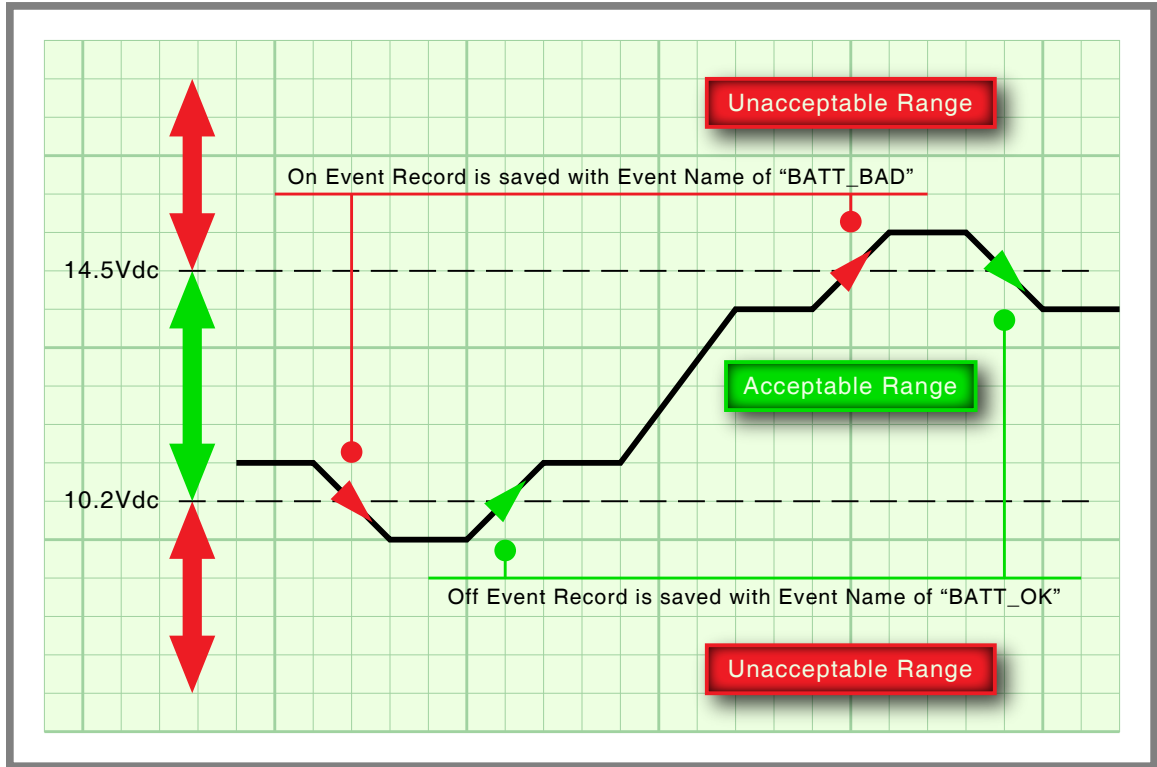 Unacceptable Range
On Event Record is saved with Event Name of “BATT_BAD”
14.5Vdc
Acceptable Range
10.2Vdc
Off Event Record is saved with Event Name of “BATT_OK”
Unacceptable Range